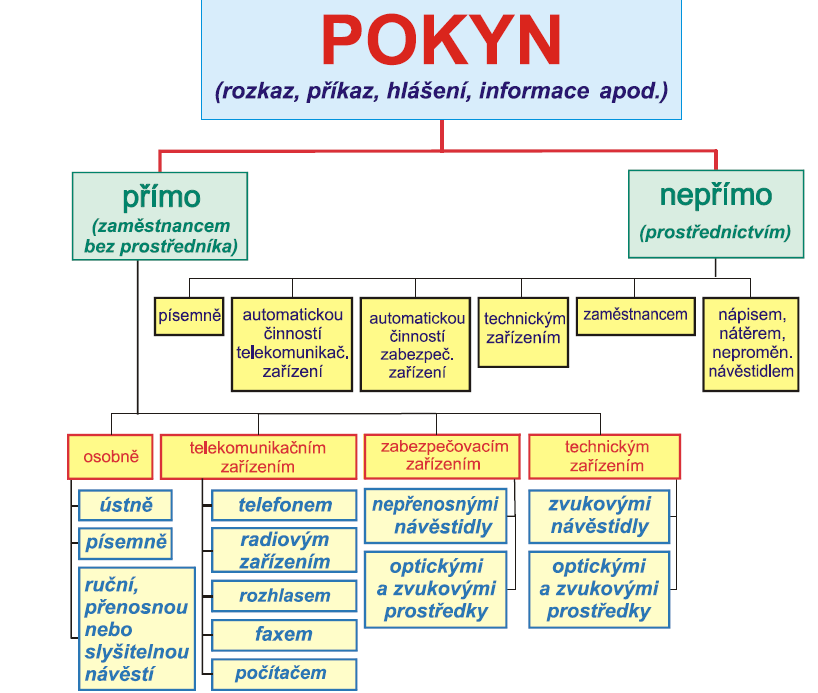 POKYN
(rozkaz, příkaz, hlášení, informace apod.)
přímo
(zaměstnancem
bez prostředníka)
nepřímo
(prostřednictvím)
písemně
automatickou
činností
telekomunikač.
zařízení
automatickou
činností
zabezpeč.
zařízení
technickým
zařízením
zaměstnancem
nápisem,
nátěrem,
neproměn.
návěstidlem
osobně
ústně
písemně
ruční,
přenosnou
nebo
slyšitelnou
návěstí
telekomunikačním
zařízením
telefonem
radiovým
zařízením
rozhlasem
faxem
počítačem
zabezpečovacím
zařízením
nepřenosnými
návěstidly
optickými
a zvukovými
prostředky
technickým
zařízením
zvukovými
návěstidly
optickými
a zvukovými
prostředky